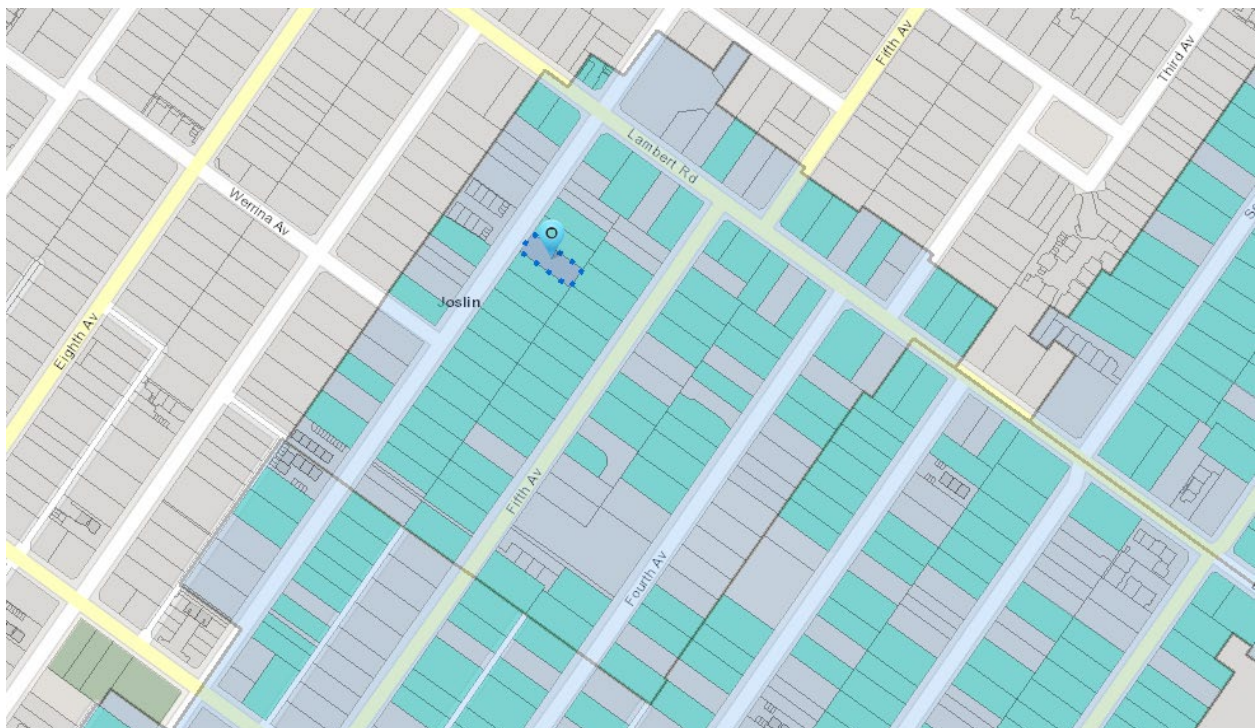 Fifth Av
Third Av
Lambert Rd
Werrina Av
Joslin
Eighth Av
Fifth Av
Fourth Av